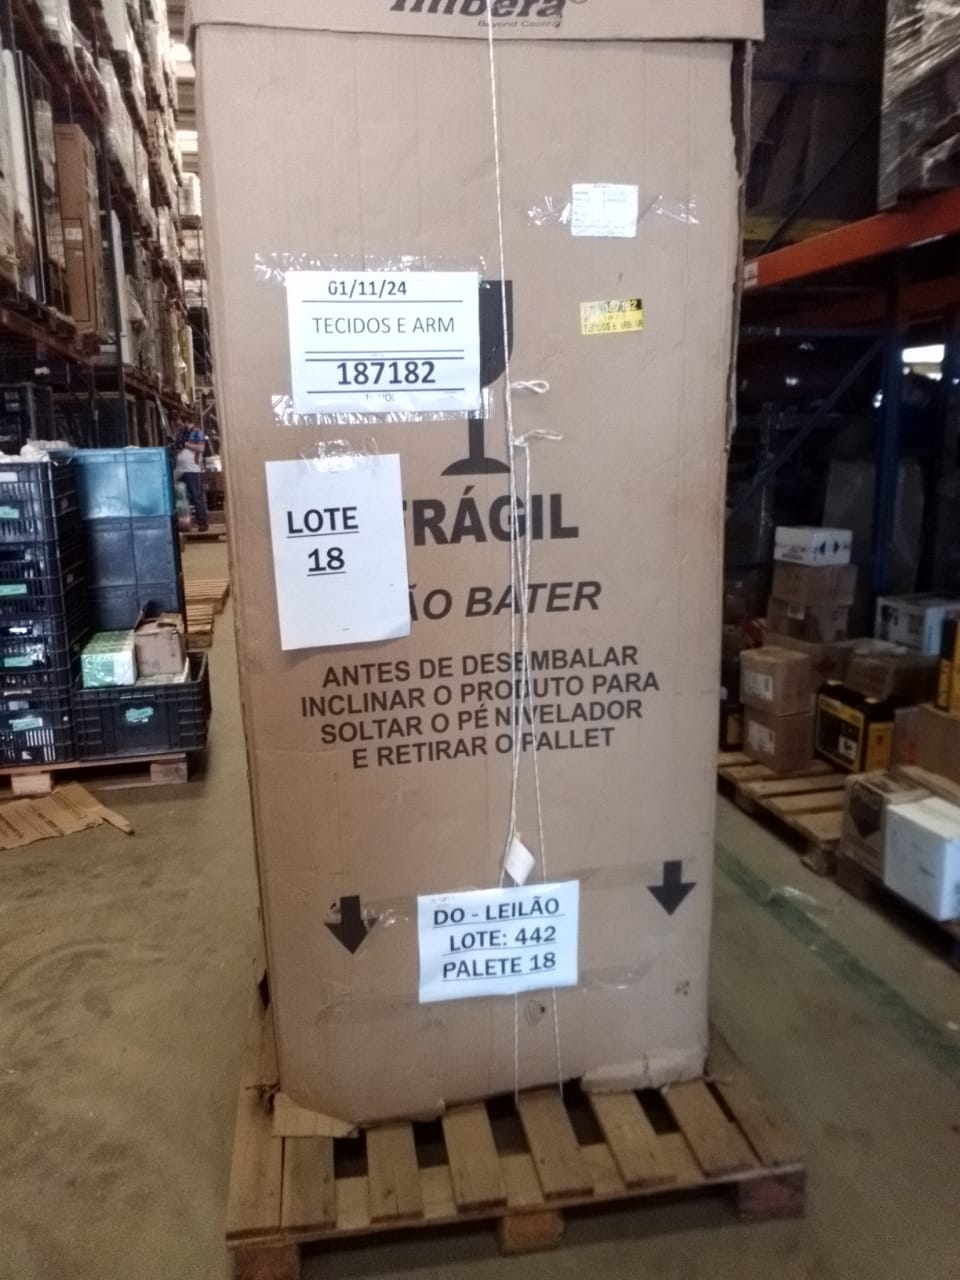 Imbera®
Beyond Cooling
01/11/24
TECIDOS E ARM
187182
LOTE
18
FRÁGIL
ÃO BATER
ANTES DE DESEMBALAR
INCLINAR O PRODUTO PARA
SOLTAR O PÉ NIVELADOR
E RETIRAR O PALLET
DO - LEILÃO
LOTE: 442
PALETE 18